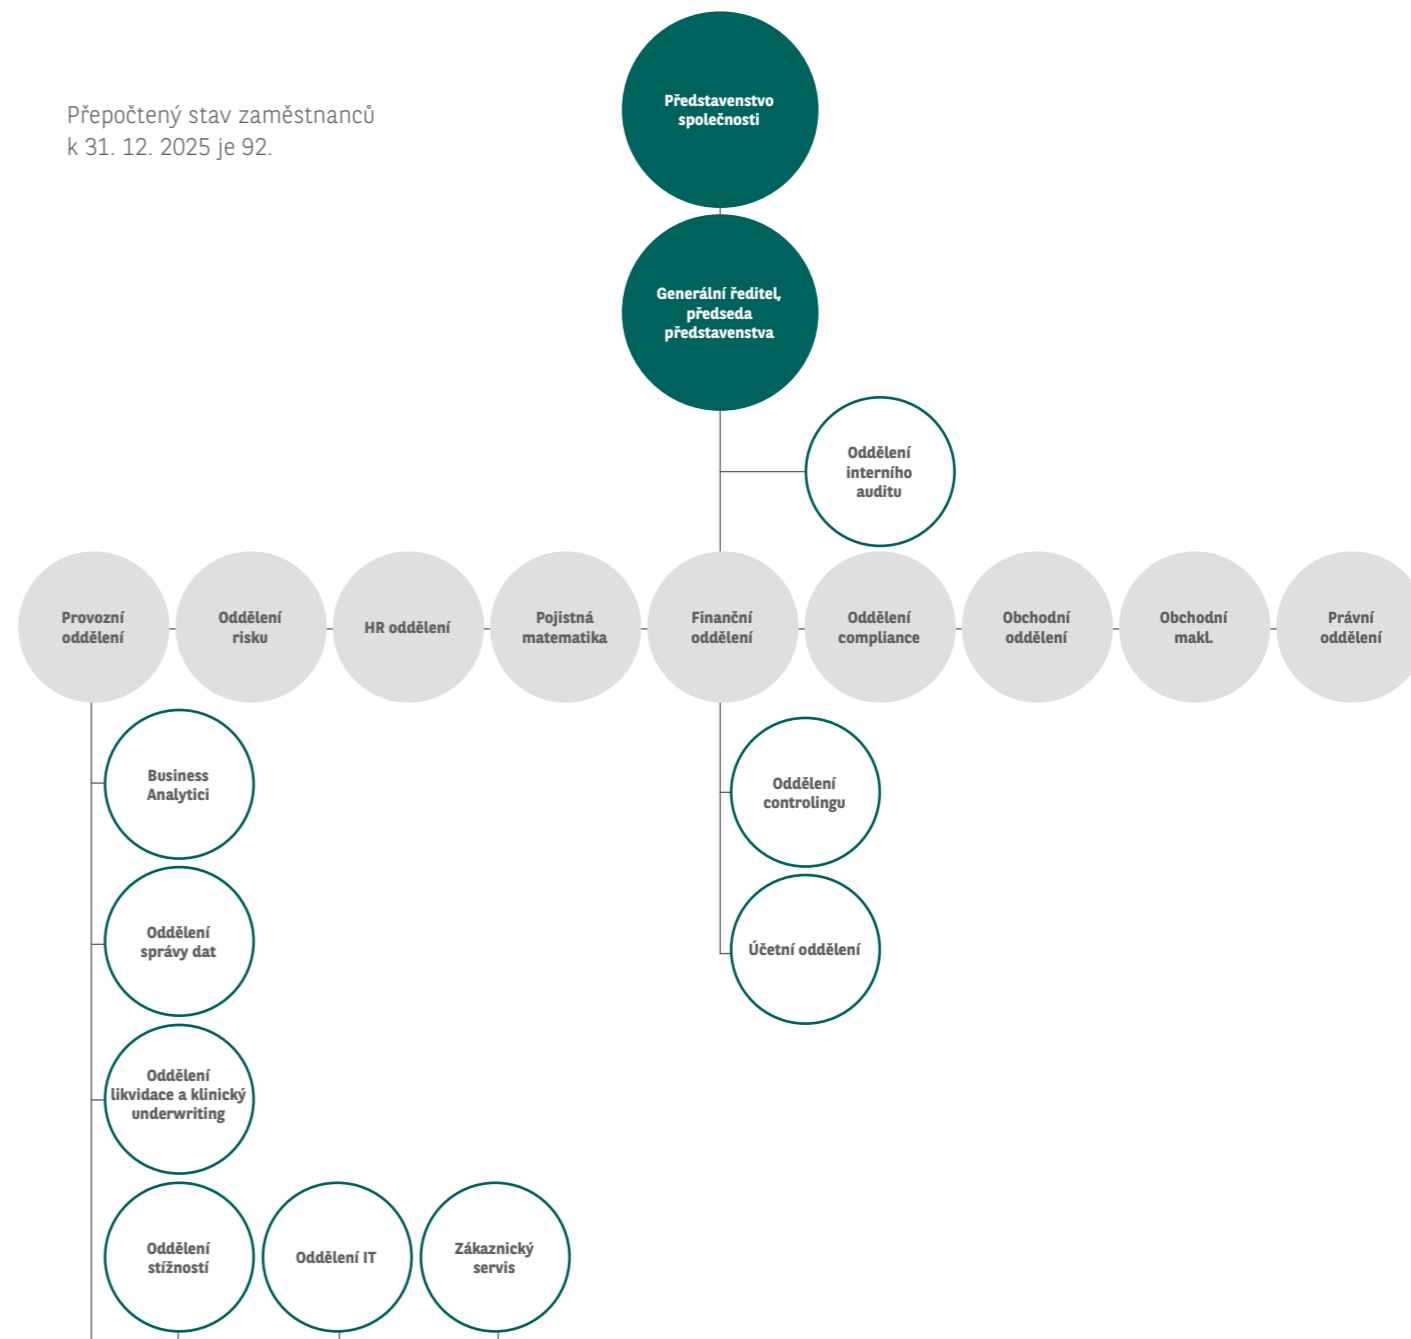 Přepočtený stav zaměstnanců
k 31. 12. 2025 je 92.
Představenstvo
společnosti
Generální ředitel,
předseda
představenstva
Oddělení
interního
auditu
Provozní
oddělení
Oddělení
risku
HR oddělení
Pojistná
matematika
Finanční
oddělení
Oddělení
compliance
Obchodní
oddělení
Obchodní
makl.
Právní
oddělení
Business
Analytici
Oddělení
controlingu
Oddělení
správy dat
Účetní oddělení
Oddělení
likvidace a klinický
underwriting
Oddělení
stížností
Oddělení IT
Zákaznický
servis